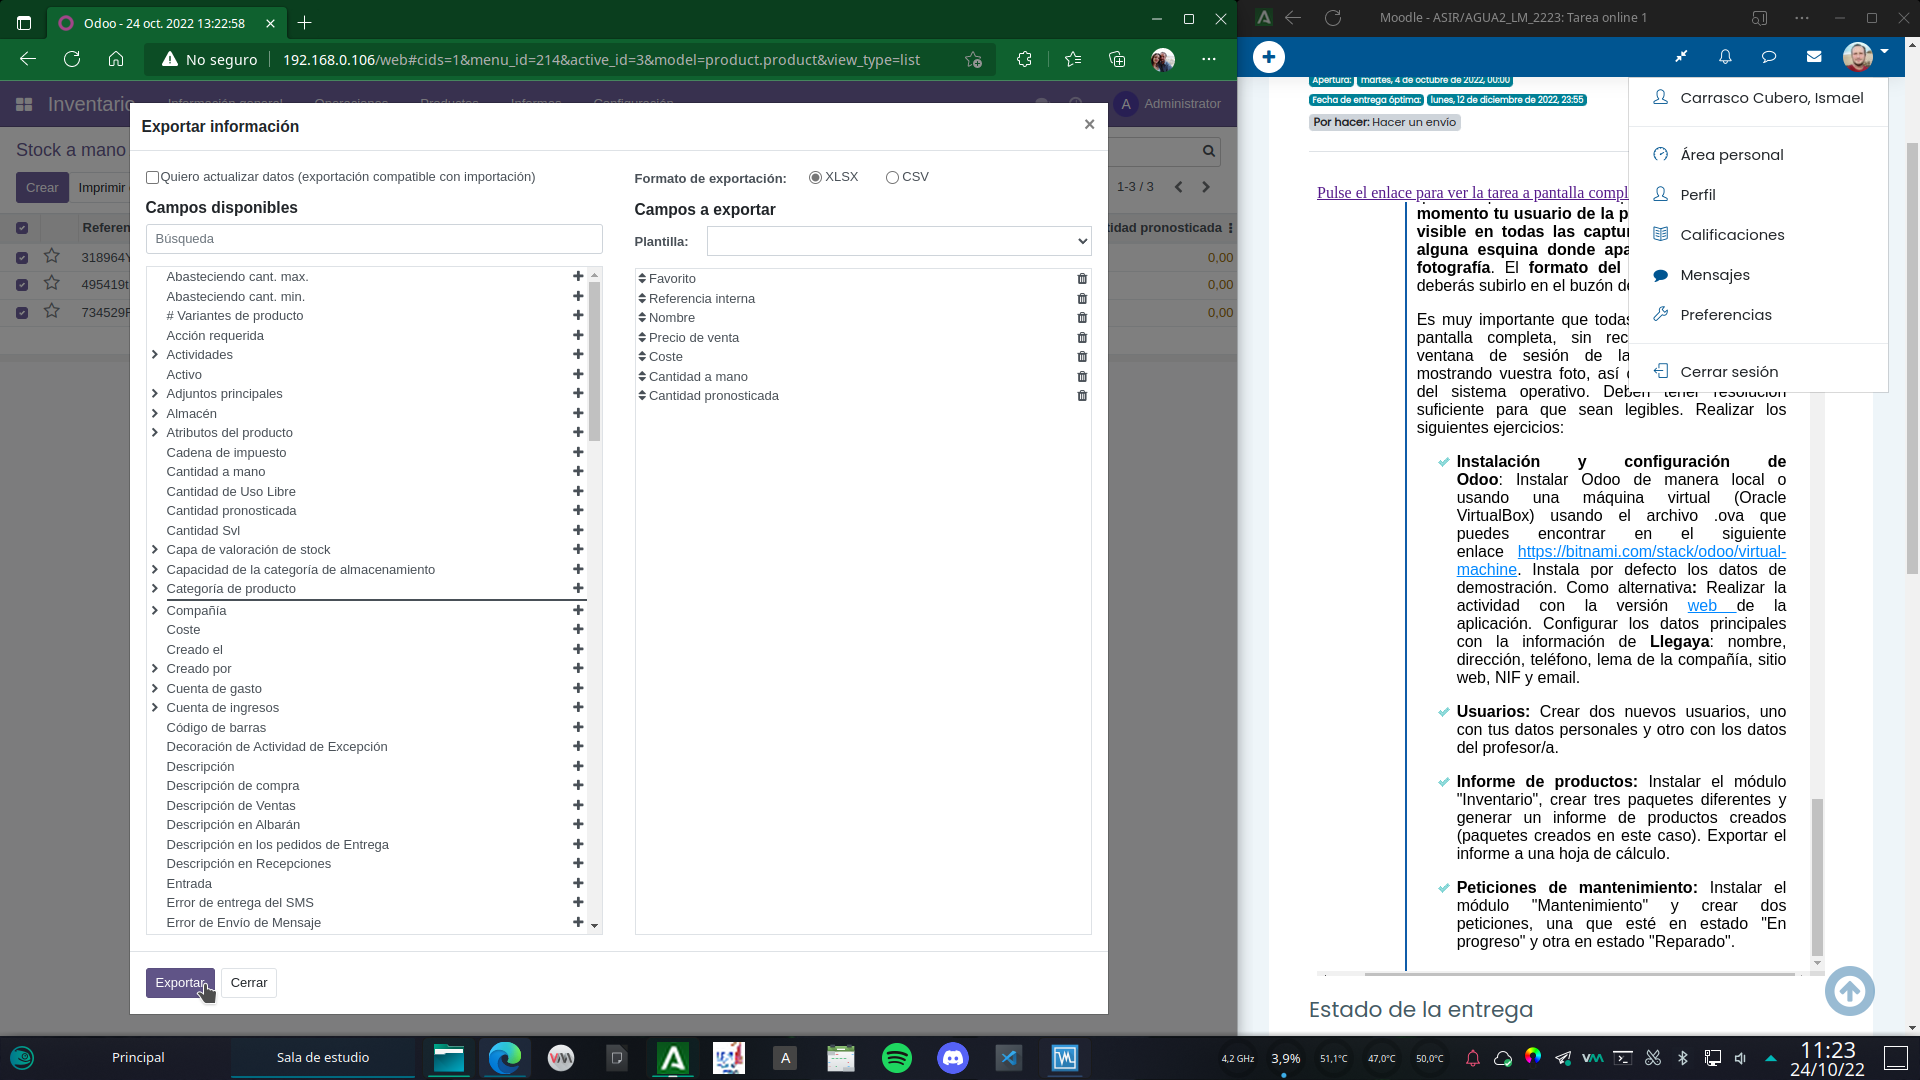 Odoo - 24 oct. 2022 13:22:58
No seguro
192.168.0.106/web#cids=1&menu_id=214&active_id=3&model=product.product&view_type=list
Inventario
A Administrator
Stock a mano
Crear
Imprimir
1-3 / 3
318964
495419
0,00
0,00
0,00
Exportar información
×
Quiero actualizar datos (exportación compatible con importación)
Formato de exportación:
XLSX
CSV
Campos disponibles
Campos a exportar
Búsqueda
Plantilla:
Abasteciendo cant. max.
Abasteciendo cant. min.
# Variantes de producto
Acción requerida
Actividades
Activo
Adjuntos principales
Almacén
Atributos del producto
Cadena de impuesto
Cantidad a mano
Cantidad de Uso Libre
Cantidad pronosticada
Cantidad Svl
Capa de valoración de stock
Capacidad de la categoría de almacenamiento
Categoría de producto
Compañía
Coste
Creado el
Creado por
Cuenta de gasto
Cuenta de ingresos
Código de barras
Decoración de Actividad de Excepción
Descripción
Descripción de compra
Descripción de Ventas
Descripción en Albarán
Descripción en los pedidos de Entrega
Descripción en Recepciones
Entrada
Error de entrega del SMS
Error de Envío de Mensaje
Favorito
Referencia interna
Nombre
Precio de venta
Coste
Cantidad a mano
Cantidad pronosticada
Exportar
Cerrar
Moodle - ASIR/AGUA2_LM_2223: Tarea online 1
Apertura: martes, 4 de octubre de 2022, 00:00
Fecha de entrega óptima: lunes, 12 de diciembre de 2022, 23:55
Por hacer: Hacer un envío
Carrasco Cubero, Ismael
Área personal
Perfil
Calificaciones
Mensajes
Preferencias
Cerrar sesión
Pulse el enlace para ver la tarea a pantalla compl
momento tu usuario de la p
visible en todas las captur
alguna esquina donde apa
fotografía. El formato del
deberás subirlo en el buzón de
Es muy importante que todas
pantalla completa, sin rec
ventana de sesión de la
mostrando vuestra foto, así
del sistema operativo. Deben tener resolución
suficiente para que sean legibles. Realizar los
siguientes ejercicios:
Instalación y configuración de
Odoo: Instalar Odoo de manera local o
usando una máquina virtual (Oracle
VirtualBox) usando el archivo .ova que
puedes encontrar en el siguiente
enlace https://bitnami.com/stack/odoo/virtual-
machine. Instala por defecto los datos de
demostración. Como alternativa: Realizar la
actividad con la versión web de la
aplicación. Configurar los datos principales
con la información de Llegaya: nombre,
dirección, teléfono, lema de la compañía, sitio
web, NIF y email.
Usuarios: Crear dos nuevos usuarios, uno
con tus datos personales y otro con los datos
del profesor/a.
Informe de productos: Instalar el módulo
"Inventario", crear tres paquetes diferentes y
generar un informe de productos creados
(paquetes creados en este caso). Exportar el
informe a una hoja de cálculo.
Peticiones de mantenimiento: Instalar el
módulo "Mantenimiento" y crear dos
peticiones, una que esté en estado "En
progreso" y otra en estado "Reparado".
Estado de la entrega
Principal
Sala de estudio
4,2 GHz
3,9%
51,1°C
47,0°C
50,0°C
11:23
24/10/22